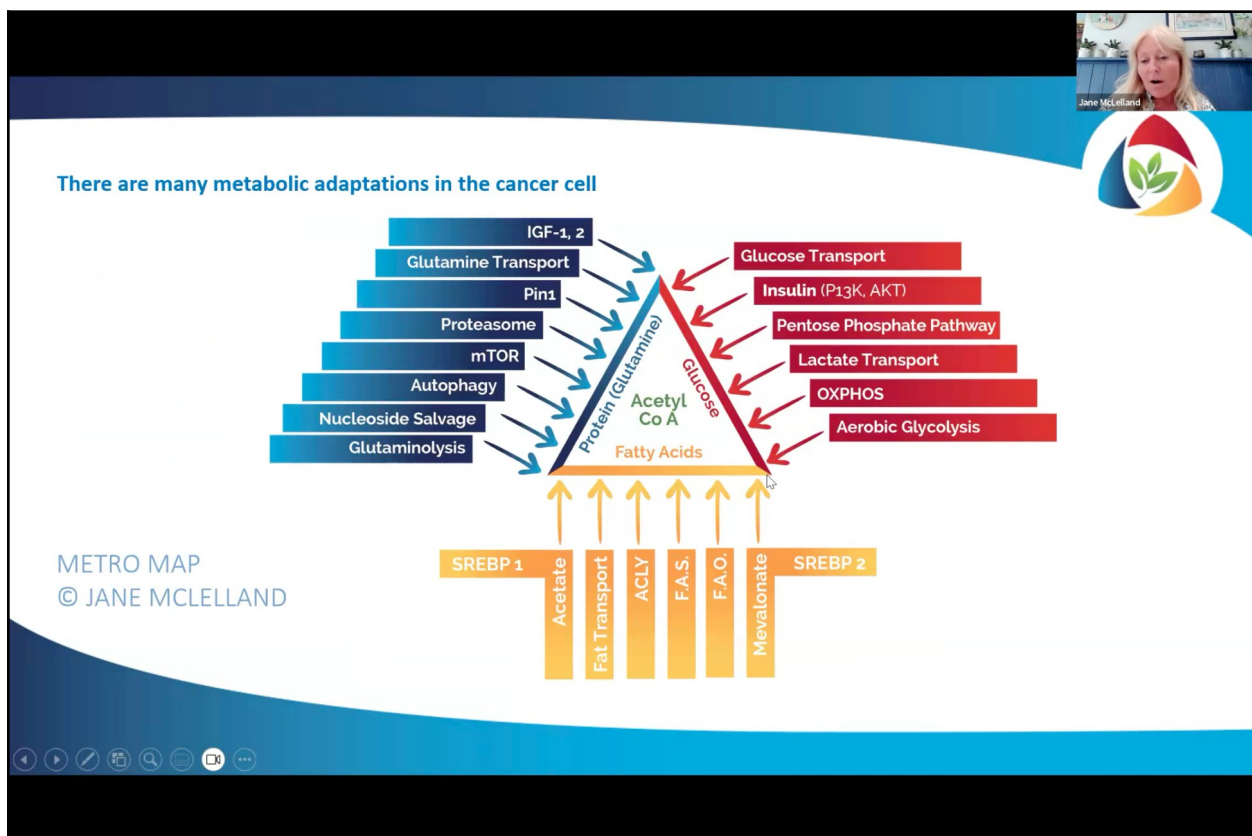 Jane McLelland
There are many metabolic adaptations in the cancer cell
IGF-1, 2
Glutamine Transport
Pin1
Proteasome
mTOR
Autophagy
Nucleoside Salvage
Glutaminolysis
Glucose Transport
Insulin (P13K, AKT)
Pentose Phosphate Pathway
Lactate Transport
OXPHOS
Aerobic Glycolysis
Protein (Glutamine)
Glucose
Acetyl
Co A
Fatty Acids
SREBP 1
Acetate
Fat Transport
ACLY
F.A.S.
F.A.O.
Mevalonate
SREBP 2
METRO MAP
© JANE MCLELLAND